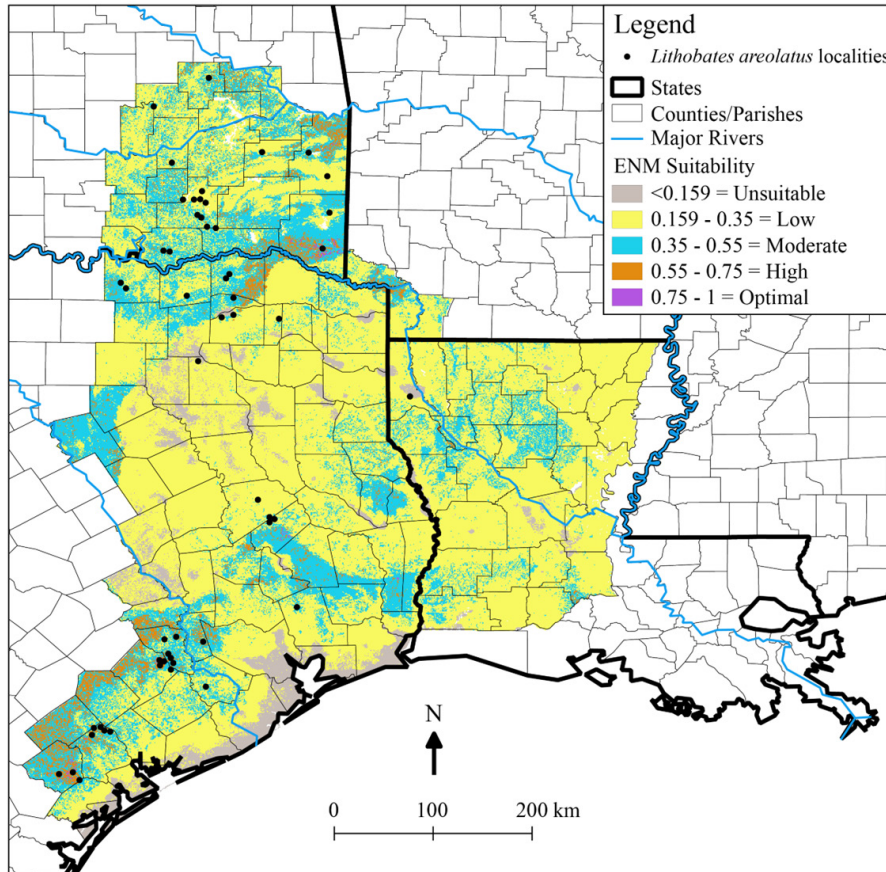 Legend
Lithobates areolatus localities
States
Counties/Parishes
Major Rivers
ENM Suitability
<0.159 = Unsuitable
0.159 - 0.35 = Low
0.35 - 0.55 = Moderate
0.55 - 0.75 = High
0.75 - 1 = Optimal
N
0 100 200 km